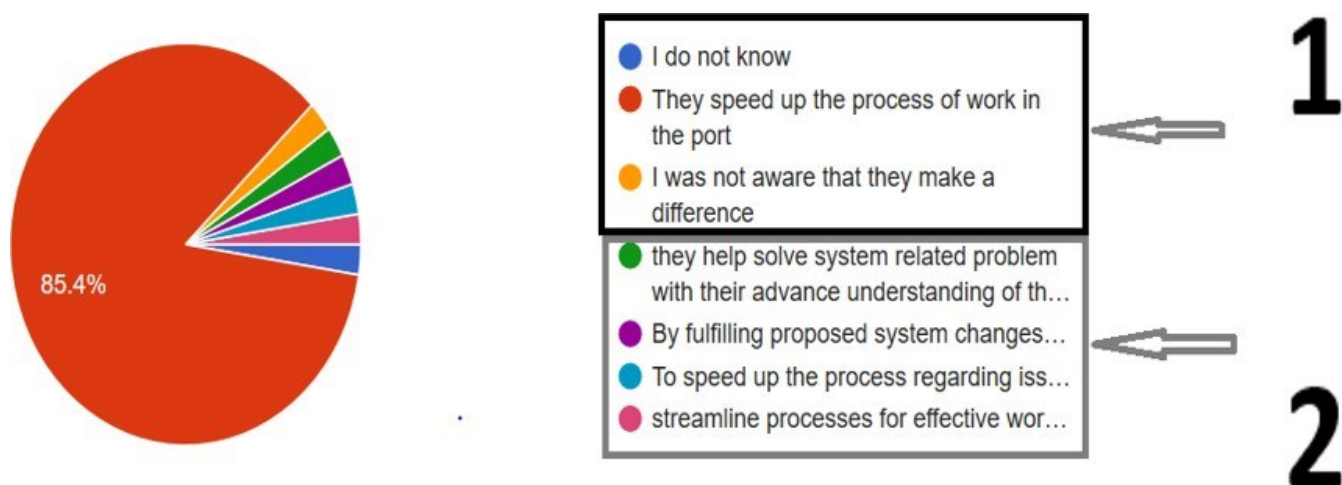 85.4%
I do not know
They speed up the process of work in
the port
I was not aware that they make a
difference
they help solve system related problem
with their advance understanding of th…
By fulfilling proposed system changes…
To speed up the process regarding iss…
streamline processes for effective wor…
1
2